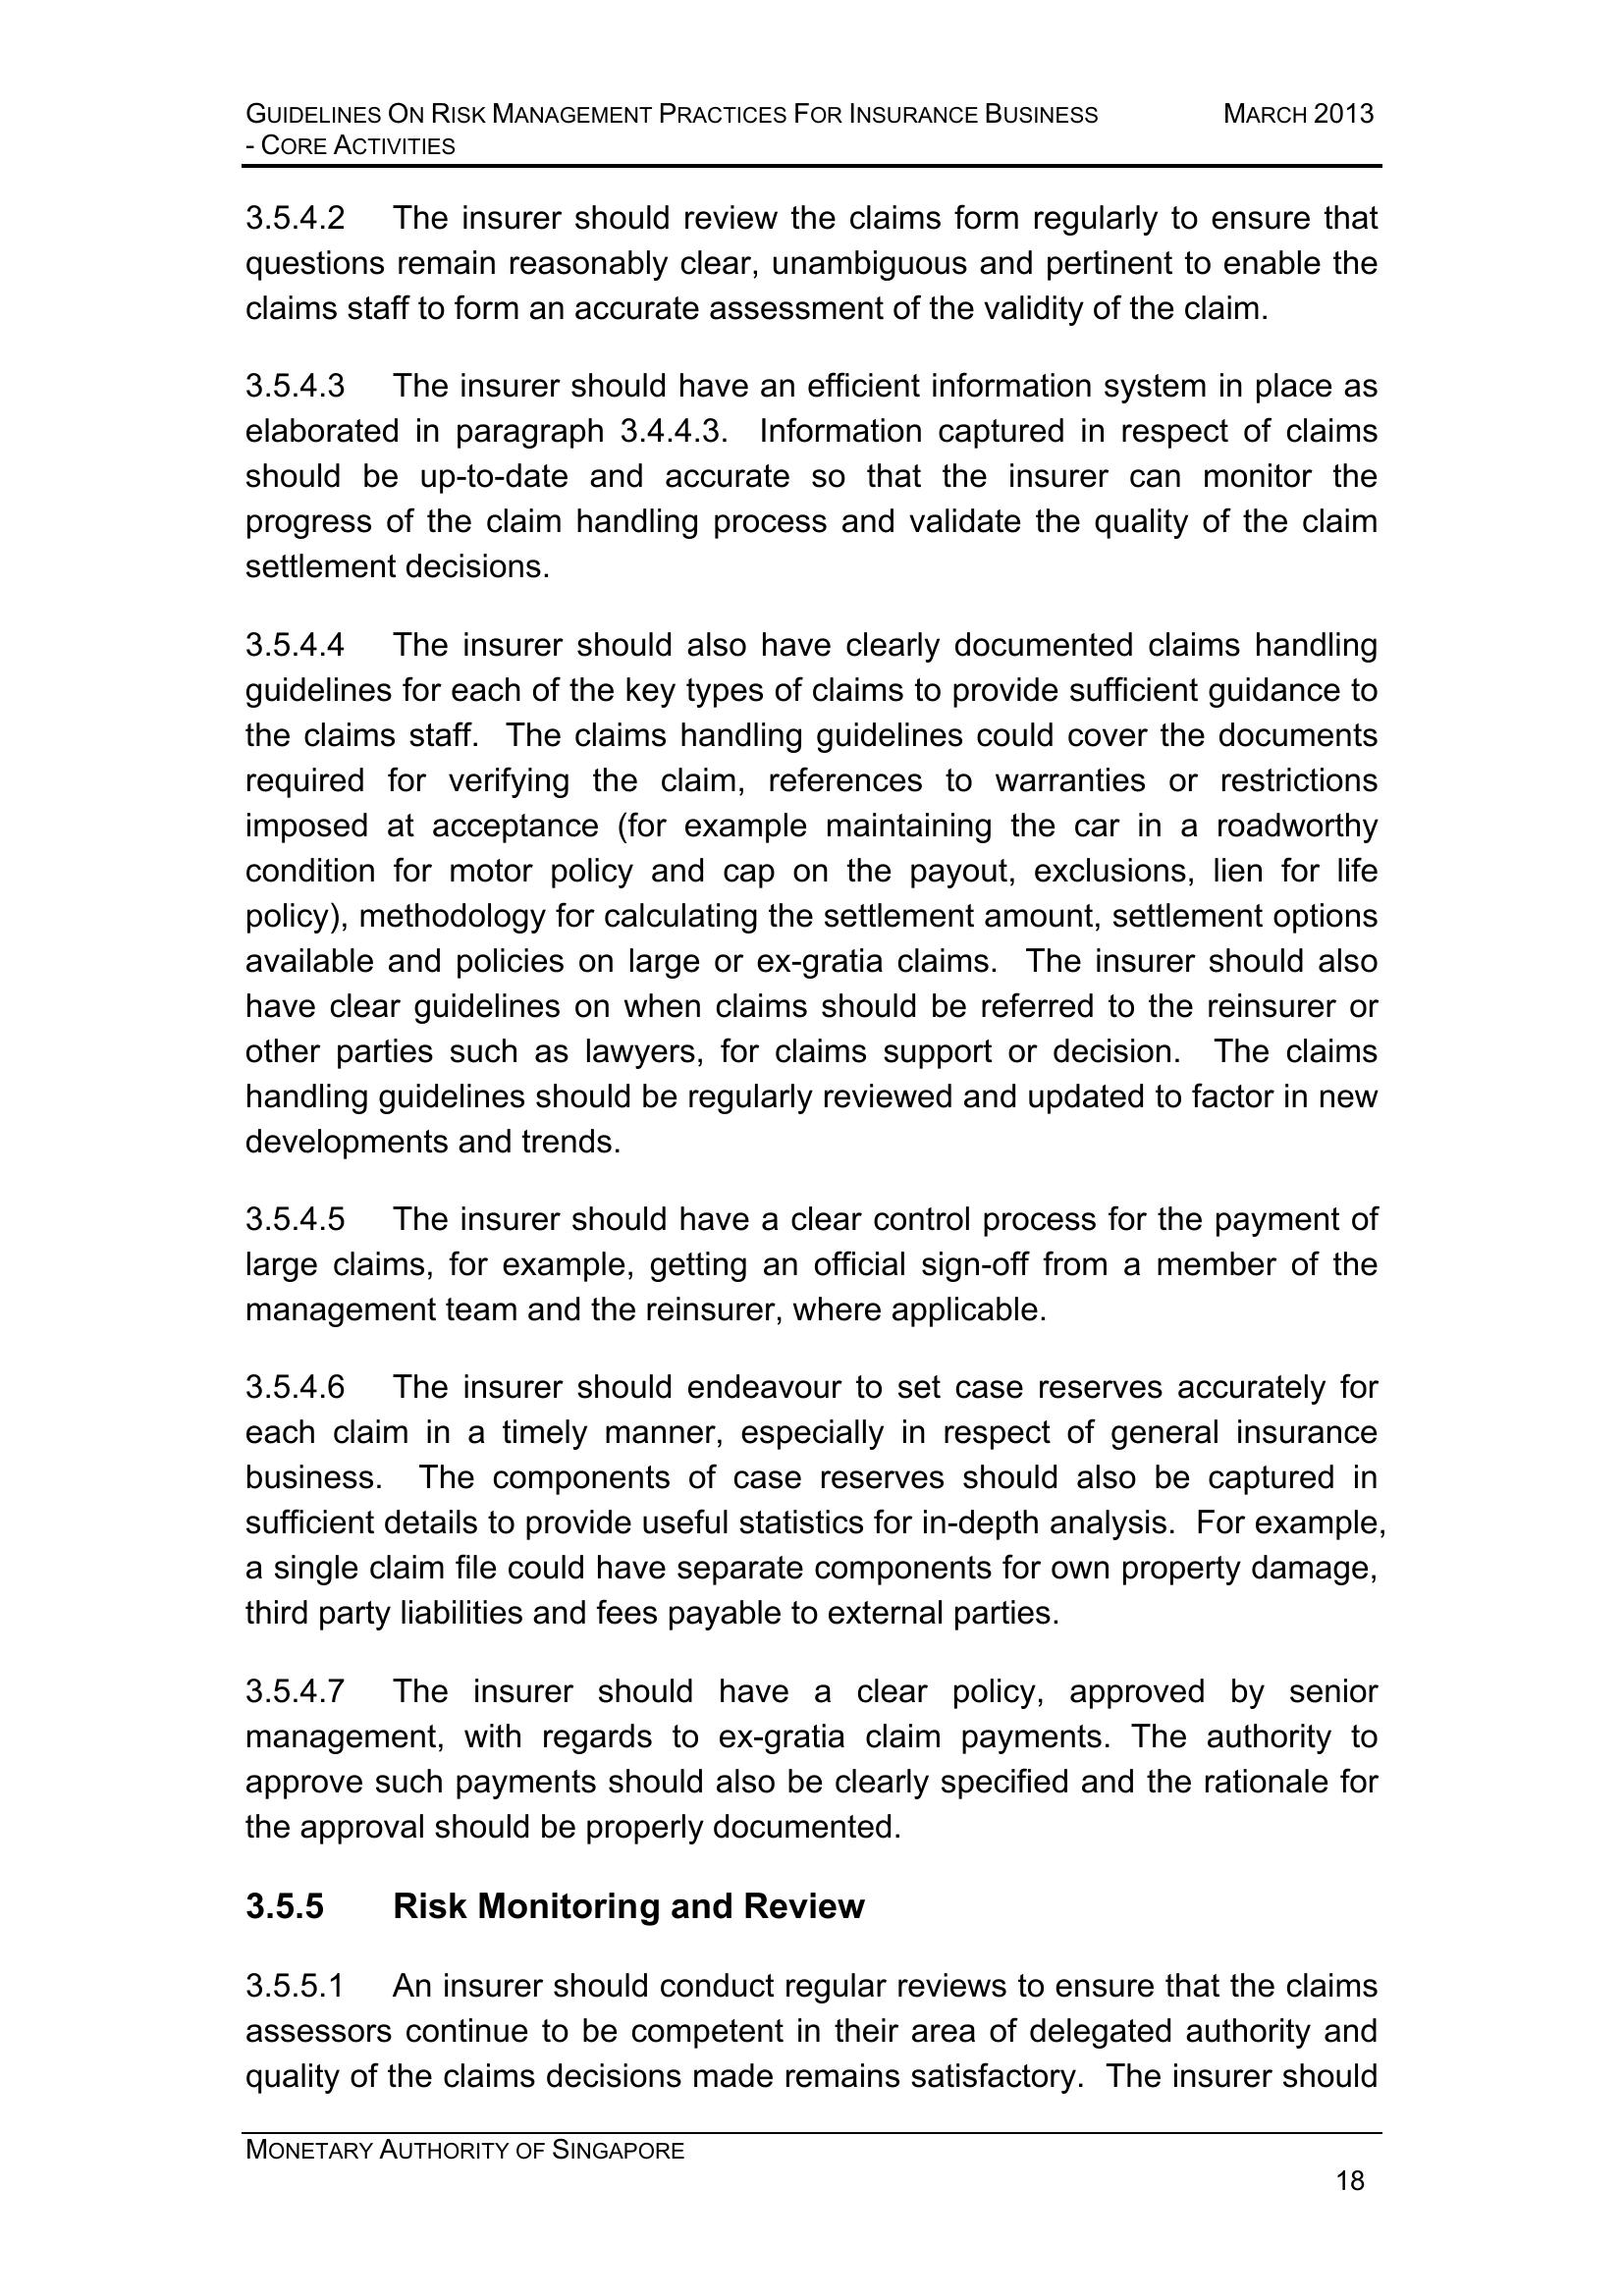 GUIDELINES ON RISK MANAGEMENT PRACTICES FOR INSURANCE BUSINESS MARCH 2013
- CORE ACTIVITIES
3.5.4.2 The insurer should review the claims form regularly to ensure that
questions remain reasonably clear, unambiguous and pertinent to enable the
claims staff to form an accurate assessment of the validity of the claim.
3.5.4.3 The insurer should have an efficient information system in place as
elaborated in paragraph 3.4.4.3. Information captured in respect of claims
should be up-to-date and accurate so that the insurer can monitor the
progress of the claim handling process and validate the quality of the claim
settlement decisions.
3.5.4.4 The insurer should also have clearly documented claims handling
guidelines for each of the key types of claims to provide sufficient guidance to
the claims staff. The claims handling guidelines could cover the documents
required for verifying the claim, references to warranties or restrictions
imposed at acceptance (for example maintaining the car in a roadworthy
condition for motor policy and cap on the payout, exclusions, lien for life
policy), methodology for calculating the settlement amount, settlement options
available and policies on large or ex-gratia claims. The insurer should also
have clear guidelines on when claims should be referred to the reinsurer or
other parties such as lawyers, for claims support or decision. The claims
handling guidelines should be regularly reviewed and updated to factor in new
developments and trends.
3.5.4.5 The insurer should have a clear control process for the payment of
large claims, for example, getting an official sign-off from a member of the
management team and the reinsurer, where applicable.
3.5.4.6 The insurer should endeavour to set case reserves accurately for
each claim in a timely manner, especially in respect of general insurance
business. The components of case reserves should also be captured in
sufficient details to provide useful statistics for in-depth analysis. For example,
a single claim file could have separate components for own property damage,
third party liabilities and fees payable to external parties.
3.5.4.7 The insurer should have a clear policy, approved by senior
management, with regards to ex-gratia claim payments. The authority to
approve such payments should also be clearly specified and the rationale for
the approval should be properly documented.
3.5.5 Risk Monitoring and Review
3.5.5.1 An insurer should conduct regular reviews to ensure that the claims
assessors continue to be competent in their area of delegated authority and
quality of the claims decisions made remains satisfactory. The insurer should
MONETARY AUTHORITY OF SINGAPORE
18